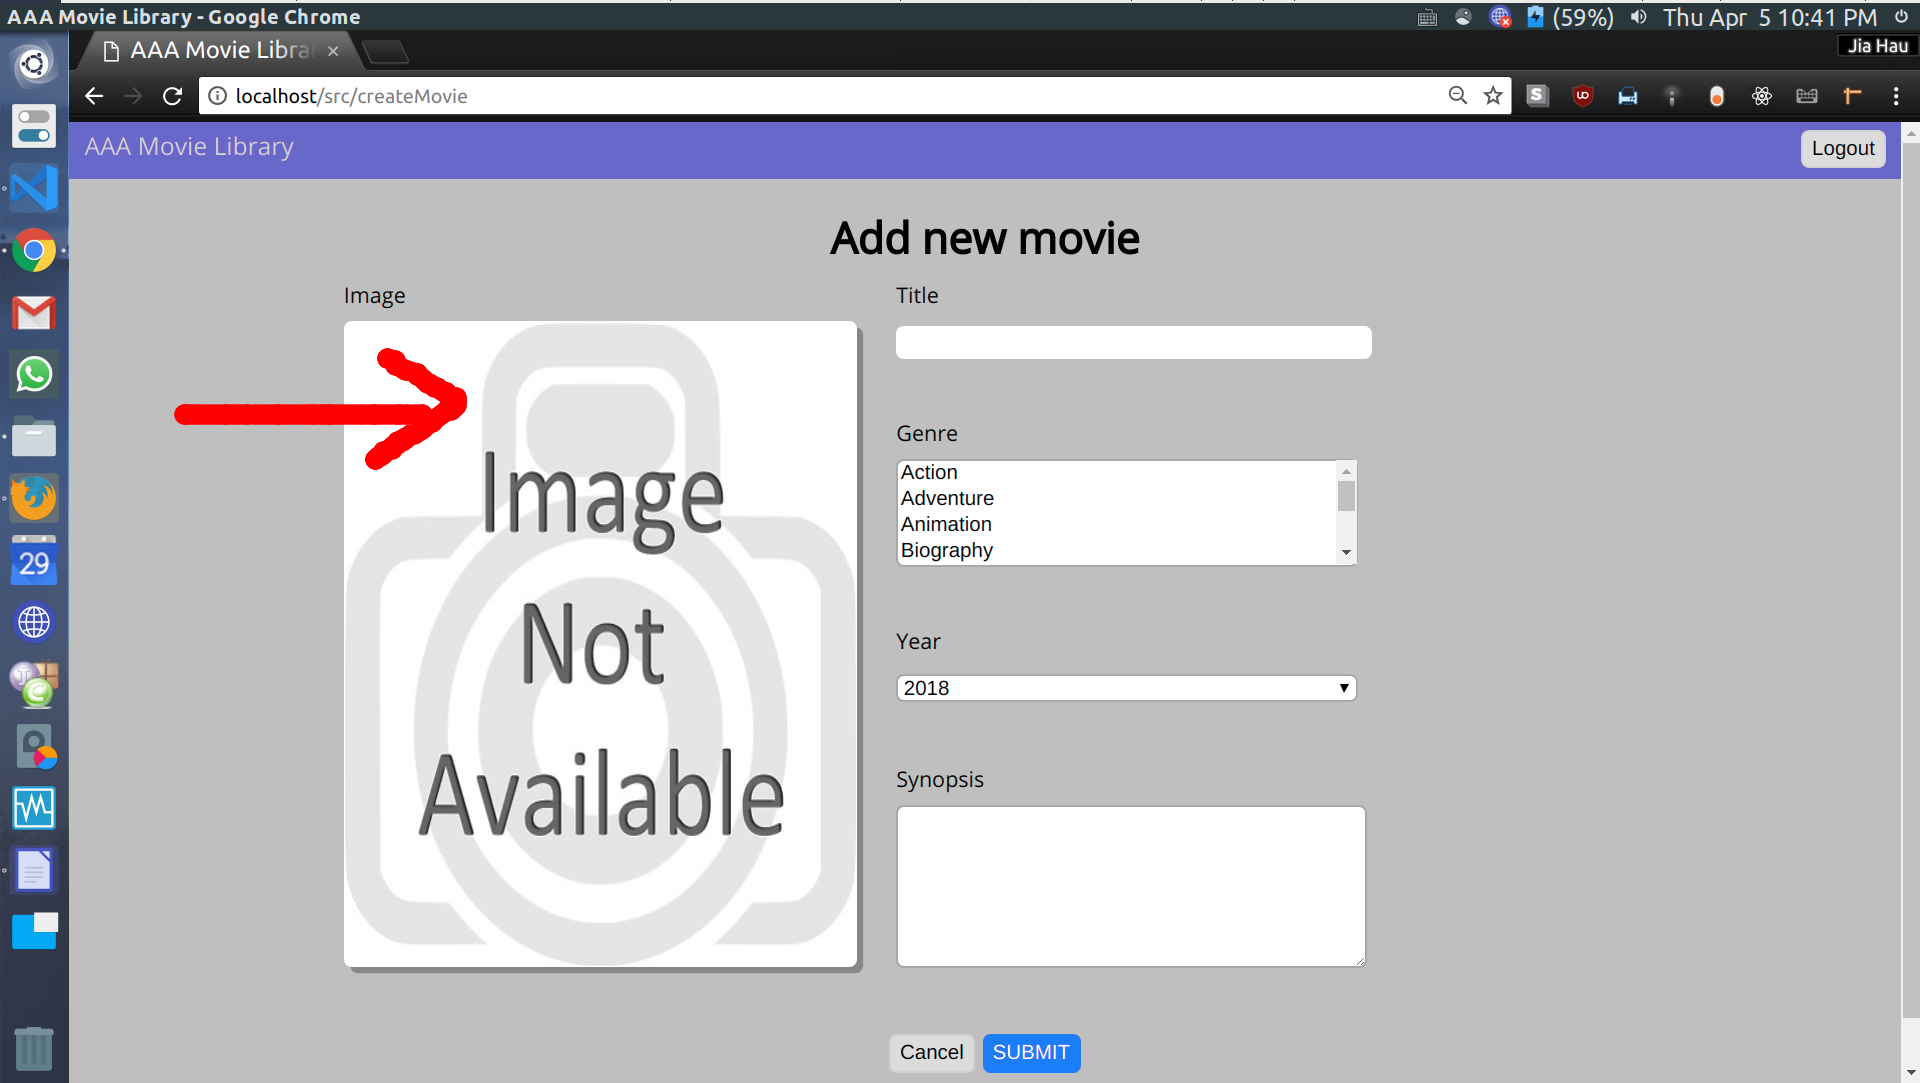 AAA Movie Library - Google Chrome
(59%) Thu Apr 5 10:41 PM
AAA Movie Libra
Jia Hau
localhost/src/createMovie
AAA Movie Library
Logout
Add new movie
Image
Image
Not
Available
Title
Genre
Action
Adventure
Animation
Biography
Year
2018
Synopsis
Cancel SUBMIT
29